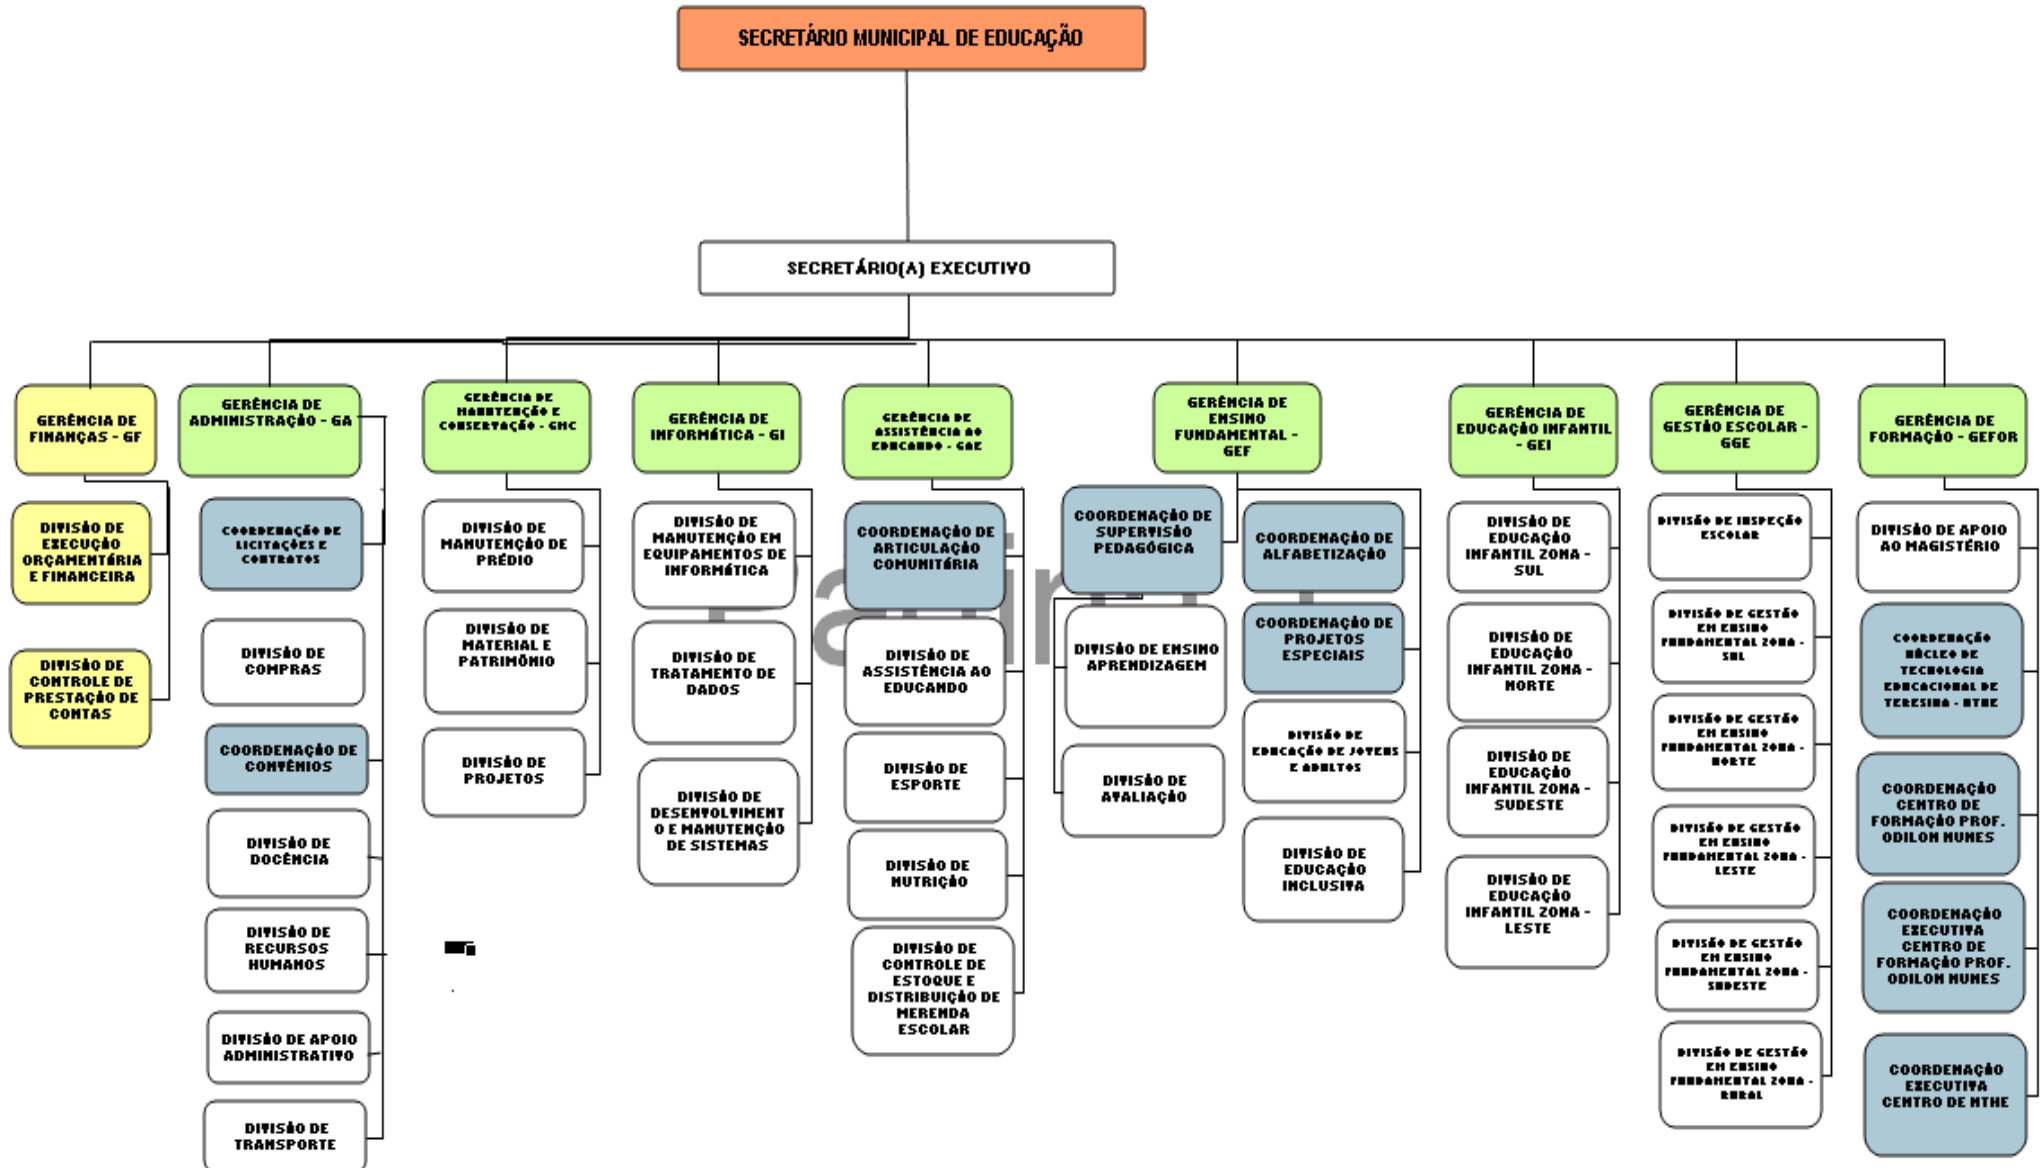 SECRETÁRIO MUNICIPAL DE EDUCAÇÃO
SECRETÁRIO(A) EXECUTIVO
GERÊNCIA DE
FINANÇAS - GF
DIVISÃO DE
EXECUÇÃO
ORÇAMENTÁRIA
E FINANCEIRA
DIVISÃO DE
CONTROLE DE
PRESTAÇÃO DE
CONTAS
GERÊNCIA DE
ADMINISTRAÇÃO - GA
COORDENAÇÃO DE
LICITAÇÕES E
CONTRATOS
DIVISÃO DE
COMPRAS
COORDENAÇÃO DE
CONVÊNIOS
DIVISÃO DE
DOCÊNCIA
DIVISÃO DE
RECURSOS
HUMANOS
DIVISÃO DE APOIO
ADMINISTRATIVO
DIVISÃO DE
TRANSPORTE
GERÊNCIA DE
MANUTENÇÃO E
CONSERVAÇÃO - GMC
DIVISÃO DE
MANUTENÇÃO DE
PRÉDIO
DIVISÃO DE
MATERIAL E
PATRIMÔNIO
DIVISÃO DE
PROJETOS
GERÊNCIA DE
INFORMÁTICA - GI
DIVISÃO DE
MANUTENÇÃO EM
EQUIPAMENTOS DE
INFORMÁTICA
DIVISÃO DE
TRATAMENTO DE
DADOS
DIVISÃO DE
DESENVOLVIMENT
O E MANUTENÇÃO
DE SISTEMAS
GERÊNCIA DE
ASSISTÊNCIA AO
EDUCANDO - GAE
COORDENAÇÃO DE
ARTICULAÇÃO
COMUNITÁRIA
DIVISÃO DE
ASSISTÊNCIA AO
EDUCANDO
DIVISÃO DE
ESPORTE
DIVISÃO DE
NUTRIÇÃO
DIVISÃO DE
CONTROLE DE
ESTOQUE E
DISTRIBUIÇÃO DE
MERENDA
ESCOLAR
GERÊNCIA DE
ENSINO
FUNDAMENTAL -
GEF
COORDENAÇÃO DE
SUPERVISÃO
PEDAGÓGICA
DIVISÃO DE ENSINO
APRENDIZAGEM
DIVISÃO DE
AVALIAÇÃO
COORDENAÇÃO DE
ALFABETIZAÇÃO
COORDENAÇÃO DE
PROJETOS
ESPECIAIS
DIVISÃO DE
EDUCAÇÃO DE JOVENS
E ADULTOS
DIVISÃO DE
EDUCAÇÃO
INCLUSIVA
GERÊNCIA DE
EDUCAÇÃO INFANTIL
- GEI
DIVISÃO DE
EDUCAÇÃO
INFANTIL ZONA -
SUL
DIVISÃO DE
EDUCAÇÃO
INFANTIL ZONA -
NORTE
DIVISÃO DE
EDUCAÇÃO
INFANTIL ZONA -
SUDESTE
DIVISÃO DE
EDUCAÇÃO
INFANTIL ZONA -
LESTE
GERÊNCIA DE
GESTÃO ESCOLAR -
GGE
DIVISÃO DE INSPEÇÃO
ESCOLAR
DIVISÃO DE GESTÃO
EM ENSINO
FUNDAMENTAL ZONA -
SUL
DIVISÃO DE GESTÃO
EM ENSINO
FUNDAMENTAL ZONA -
NORTE
DIVISÃO DE GESTÃO
EM ENSINO
FUNDAMENTAL ZONA -
LESTE
DIVISÃO DE GESTÃO
EM ENSINO
FUNDAMENTAL ZONA -
SUDESTE
DIVISÃO DE GESTÃO
EM ENSINO
FUNDAMENTAL ZONA -
RURAL
GERÊNCIA DE
FORMAÇÃO - GEFOR
DIVISÃO DE APOIO
AO MAGISTÉRIO
COORDENAÇÃO
NÚCLEO DE
TECNOLOGIA
EDUCACIONAL DE
TERESINA - NTHE
COORDENAÇÃO
CENTRO DE
FORMAÇÃO PROF.
ODILON NUNES
COORDENAÇÃO
EXECUTIVA
CENTRO DE
FORMAÇÃO PROF.
ODILON NUNES
COORDENAÇÃO
EXECUTIVA
CENTRO DE NTHE